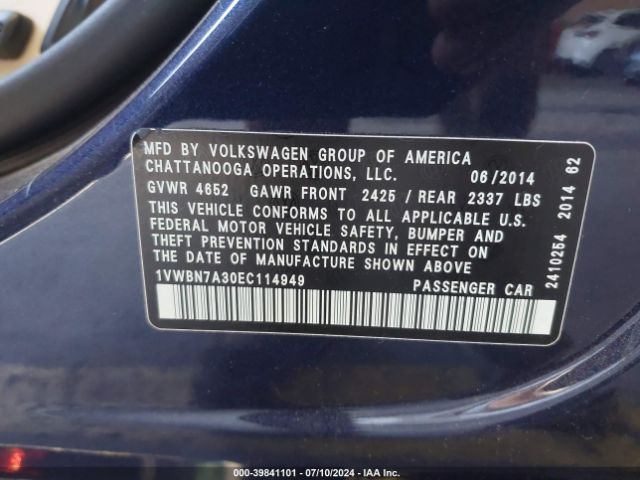 MFD BY VOLKSWAGEN GROUP OF AMERICA
CHATTANOOGA OPERATIONS, LLC. 06/2014
GVWR 4652 GAWR FRONT 2425 / REAR 2337 LBS
THIS VEHICLE CONFORMS TO ALL APPLICABLE U.S.
FEDERAL MOTOR VEHICLE SAFETY, BUMPER AND
THEFT PREVENTION STANDARDS IN EFFECT ON
THE DATE OF MANUFACTURE SHOWN ABOVE.
1VWBN7A30EC114949 PASSENGER CAR
2410254 2014 62
000-39841101 - 07/10/2024 - IAA Inc.